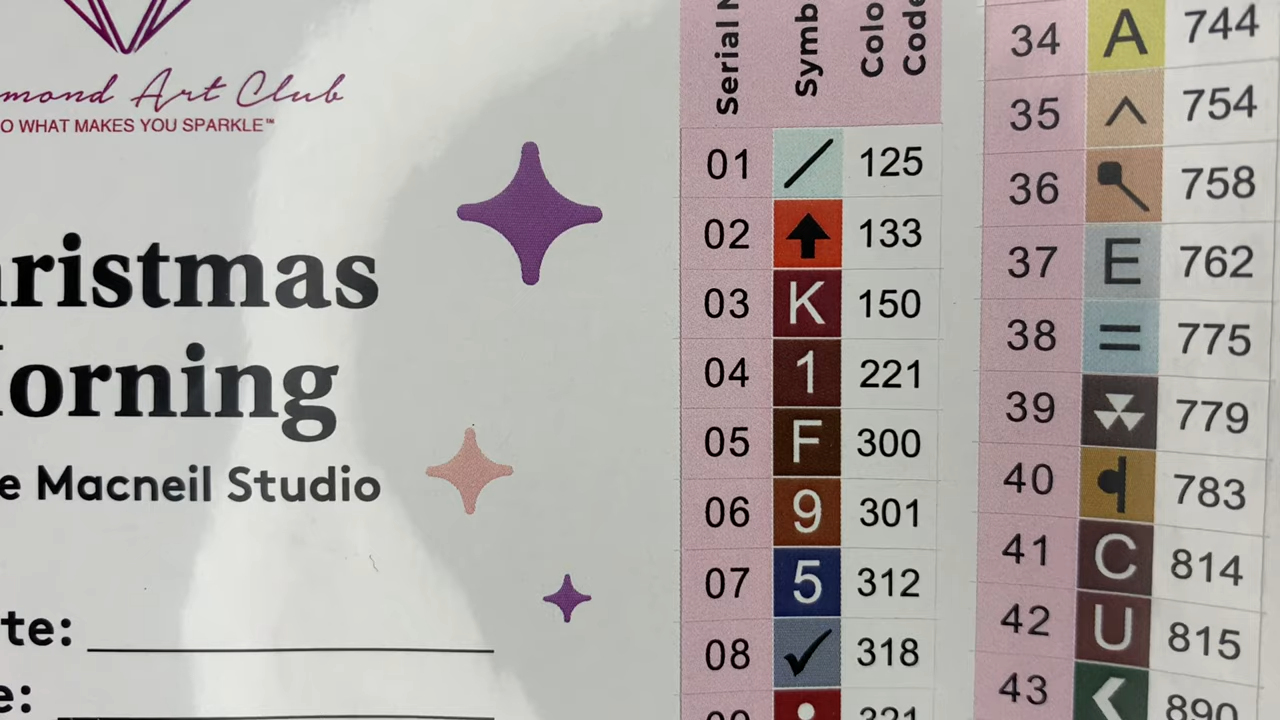 mond Art Club
O WHAT MAKES YOU SPARKLE™
ristmas
orning
e Macneil Studio
te:
e:
Serial
Symb
Colo
Code
01 / 125
02 133
03 K 150
04 1 221
05 F 300
06 9 301
07 5 312
08 ✓ 318
321
34 A 744
35 ^ 754
36 758
37 E 762
38 = 775
39 779
40 783
41 C 814
42 U 815
43 890